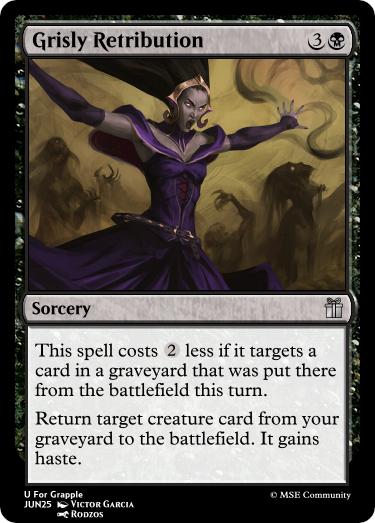 Grisly Retribution 3
Sorcery
This spell costs 2 less if it targets a
card in a graveyard that was put there
from the battlefield this turn.
Return target creature card from your
graveyard to the battlefield. It gains
haste.
U For Grapple
JUN25 Victor Garcia © MSE Community
Rodzos